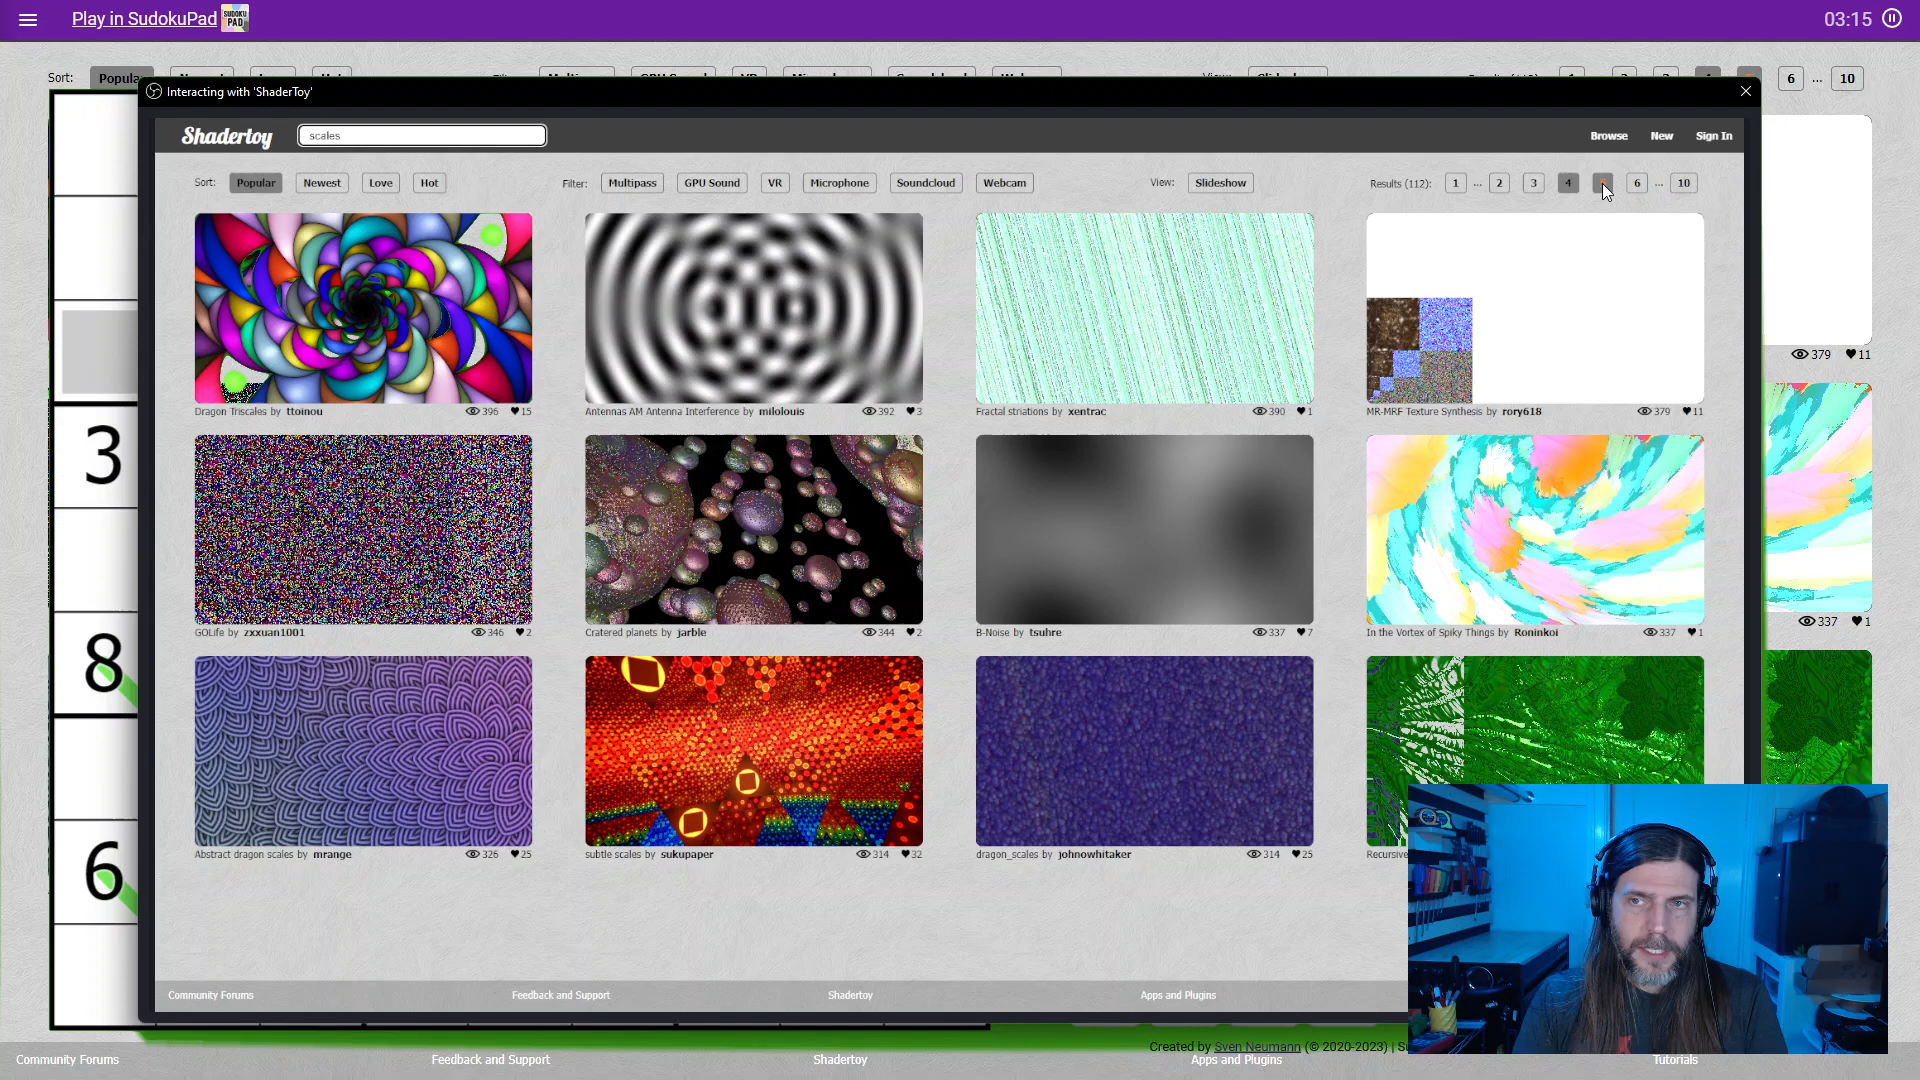 Play in SudokuPad
SUDOKU
PAD
03:15
Sort:
6 ... 10
Interacting with 'ShaderToy'
Shadertoy
scales
Browse New Sign In
Sort: Popular Newest Love Hot
Filter: Multipass GPU Sound VR Microphone Soundcloud Webcam
View: Slideshow
Results (112): 1 ... 2 3 4 6 ... 10
Dragon Triscales by ttoinou 396 15
Antennas AM Antenna Interference by milolouis 392 3
Fractal striations by xentrac 390 1
MR-MRF Texture Synthesis by rory618 379 11
379 11
3
GOLife by zxxuan1001 346 2
Cratered planets by jarble 344 2
B-Noise by tsuhre 337 7
In the Vortex of Spiky Things by Roninkoi 337 1
337 1
8
Abstract dragon scales by mrange 326 25
subtle scales by sukupaper 314 32
dragon_scales by johnowhitaker 314 25
Recursive
6
Community Forums Feedback and Support Shadertoy Apps and Plugins
Created by Sven Neumann (© 2020-2023) | Su
Community Forums Feedback and Support Shadertoy Apps and Plugins Tutorials